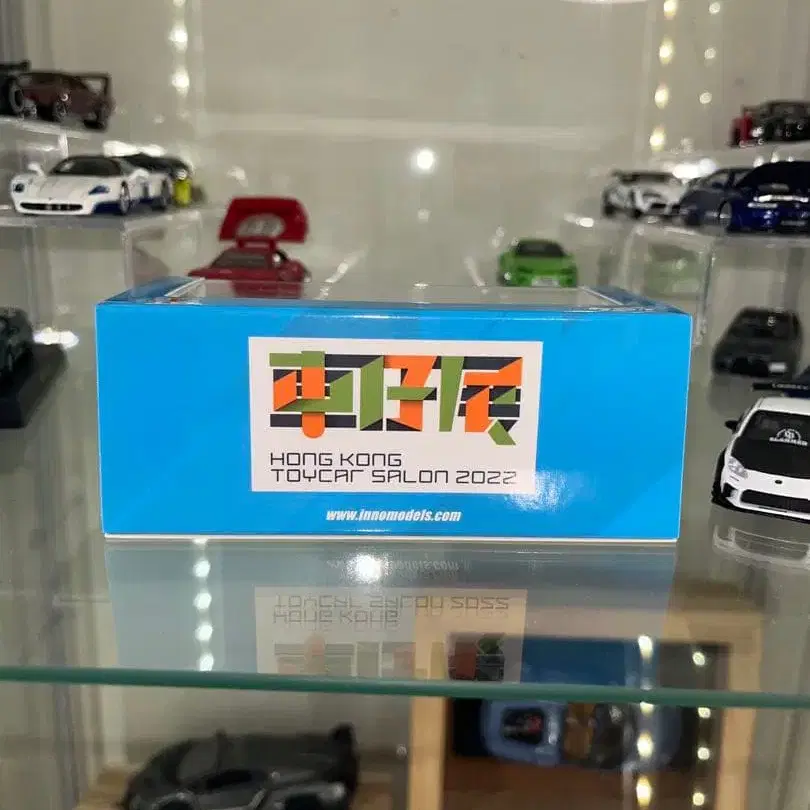 車仔展
HONG KONG
TOYCAR SALON 2022
www.innomodels.com